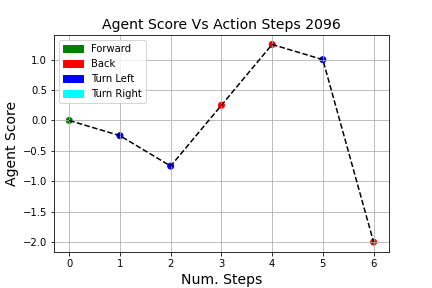 Agent Score Vs Action Steps 2096
Forward
Back
Turn Left
Turn Right
1.0
0.5
0.0
−0.5
−1.0
−1.5
−2.0
Agent Score
0 1 2 3 4 5 6
Num. Steps